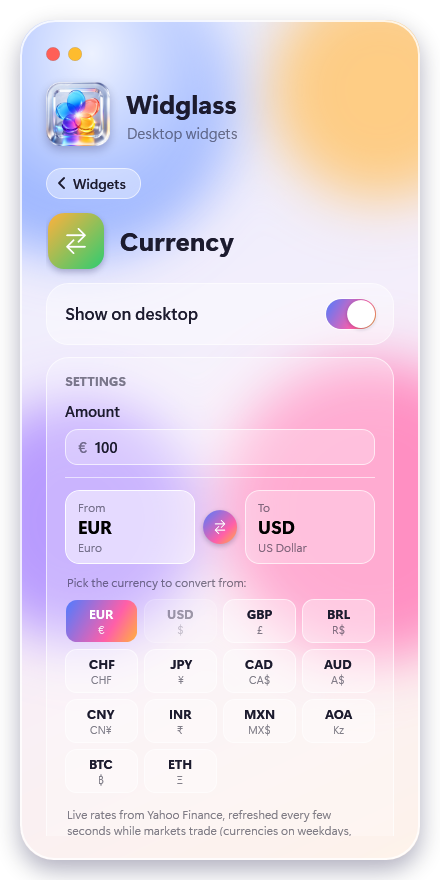 Widglass
Desktop widgets
Widgets
Currency
Show on desktop
SETTINGS
Amount
€ 100
From
EUR
Euro
To
USD
US Dollar
Pick the currency to convert from:
EUR USD GBP BRL
€ $ £ R$
CHF JPY CAD AUD
CHF ¥ CA$ A$
CNY INR MXN AOA
CN¥ ₹ MX$ Kz
BTC ETH
₿ Ξ
Live rates from Yahoo Finance, refreshed every few
seconds while markets trade (currencies on weekdays,